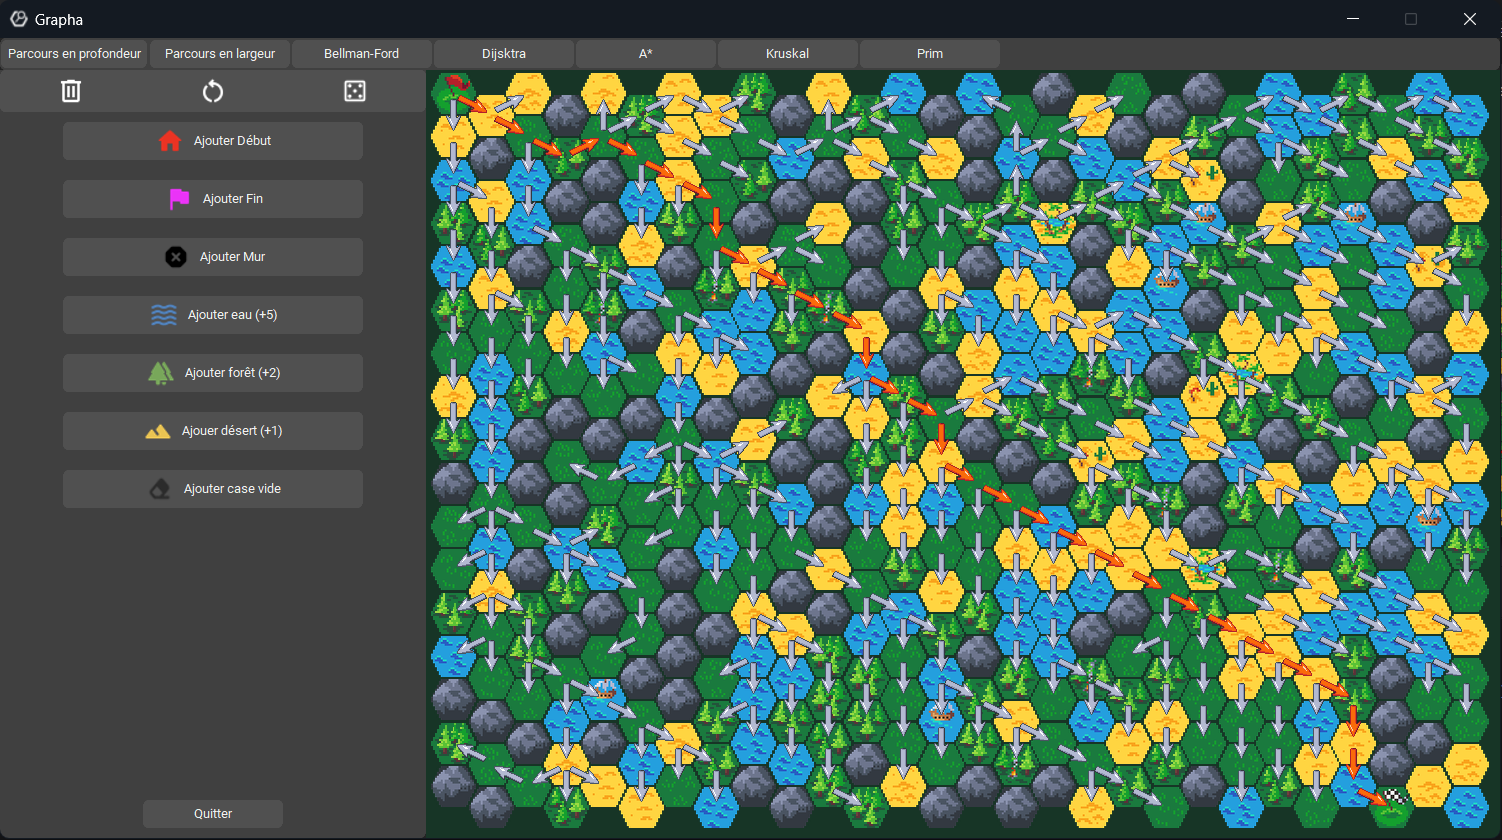 Grapha
Parcours en profondeur
Parcours en largeur
Bellman-Ford
Dijsktra
A*
Kruskal
Prim
Ajouter Début
Ajouter Fin
Ajouter Mur
Ajouter eau (+5)
Ajouter forêt (+2)
Ajouer désert (+1)
Ajouter case vide
Quitter